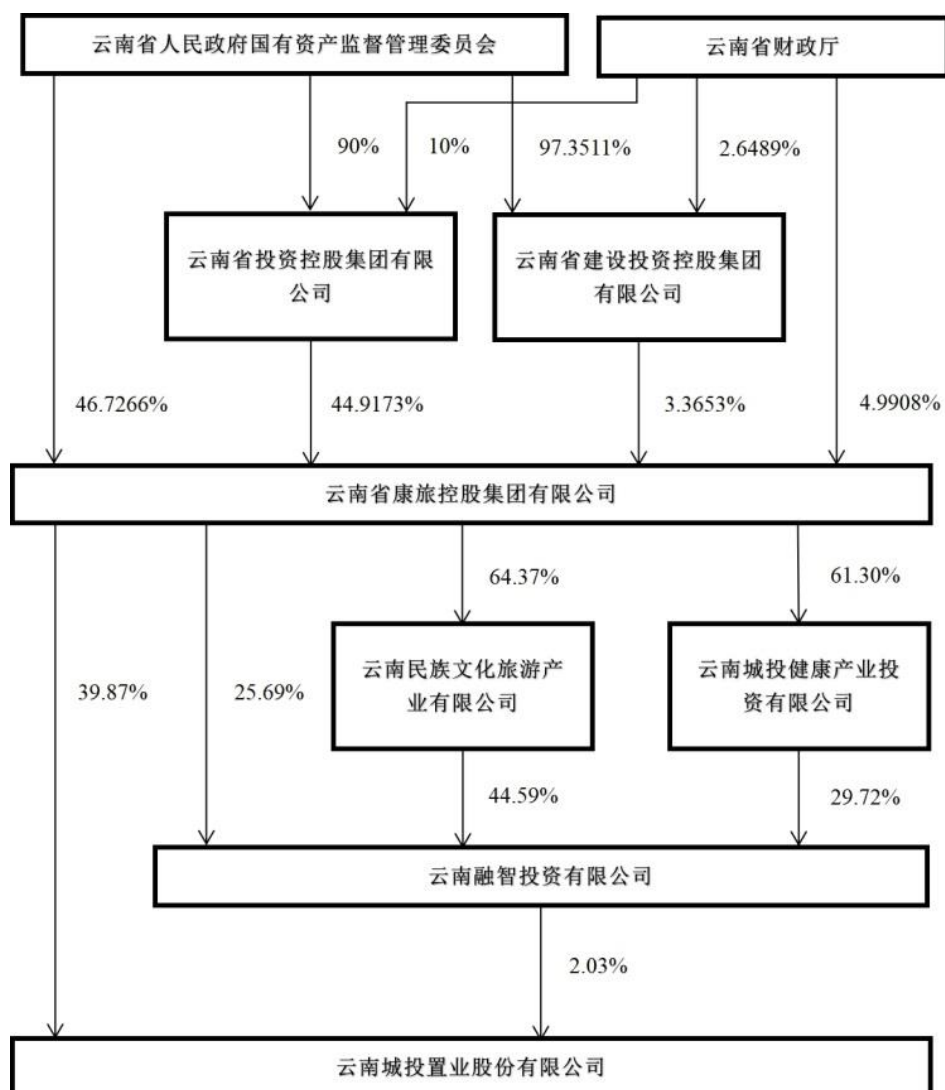 云南省人民政府国有资产监督管理委员会
云南省财政厅
90%
10%
97.3511%
2.6489%
云南省投资控股集团有限
公司
云南省建设投资控股集团
有限公司
46.7266%
44.9173%
3.3653%
4.9908%
云南省康旅控股集团有限公司
64.37%
61.30%
39.87%
25.69%
云南民族文化旅游产
业有限公司
云南城投健康产业投
资有限公司
44.59%
29.72%
云南融智投资有限公司
2.03%
云南城投置业股份有限公司